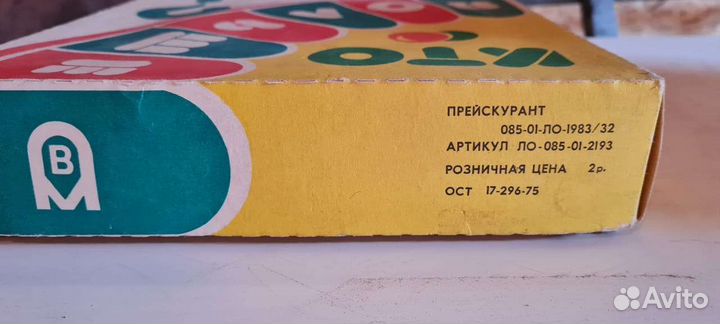 ПРЕЙСКУРАНТ
085-01-ЛО-1983/32
АРТИКУЛ ЛО-085-01-2193
РОЗНИЧНАЯ ЦЕНА 2р.
ОСТ 17-296-75
В
М
Avito